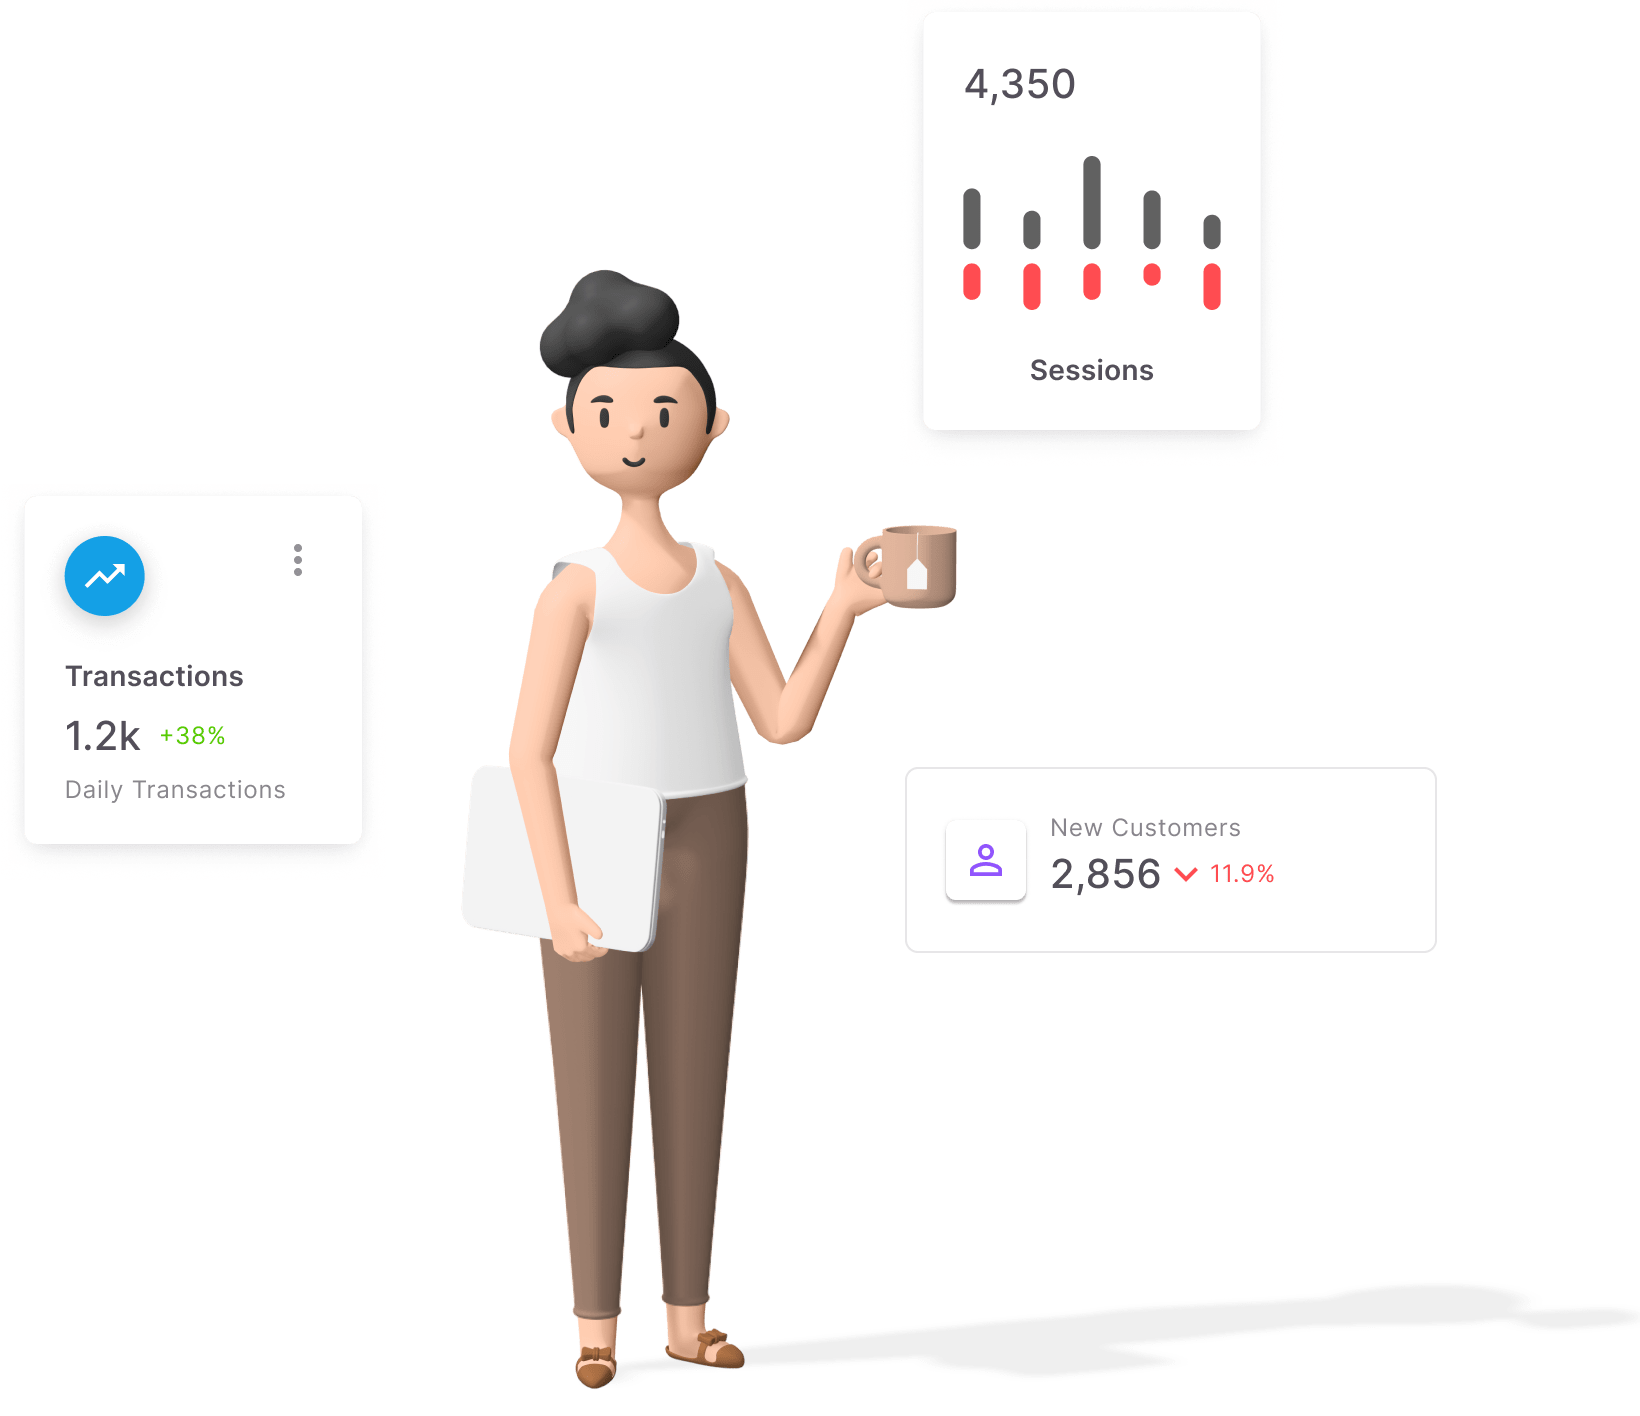 4,350
Sessions
Transactions
1.2k +38%
Daily Transactions
New Customers
2,856 11.9%